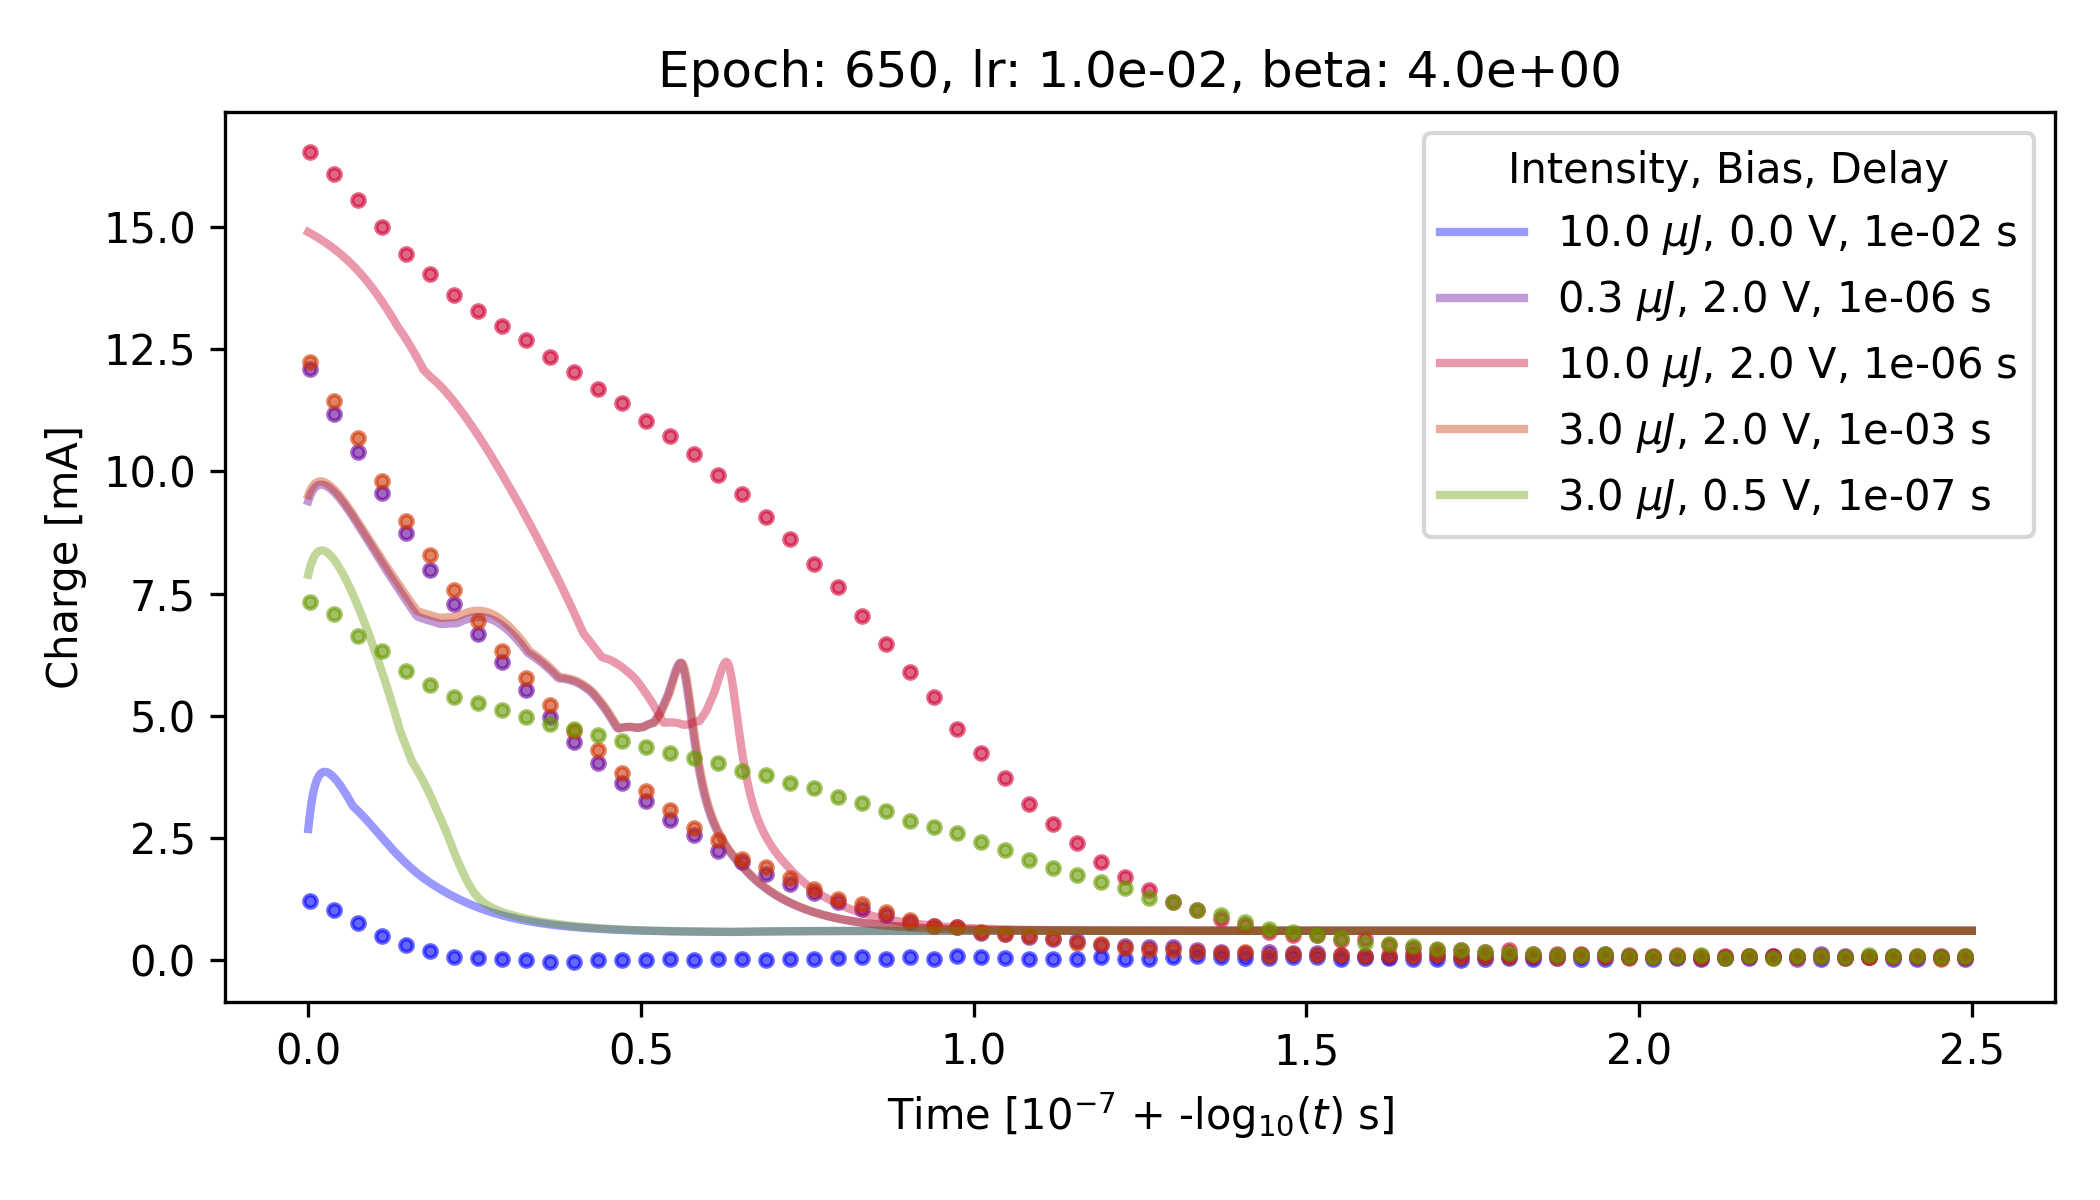 Epoch: 650, lr: 1.0e-02, beta: 4.0e+00
Charge [mA]
15.0
12.5
10.0
7.5
5.0
2.5
0.0
Intensity, Bias, Delay
10.0 μJ, 0.0 V, 1e-02 s
0.3 μJ, 2.0 V, 1e-06 s
10.0 μJ, 2.0 V, 1e-06 s
3.0 μJ, 2.0 V, 1e-03 s
3.0 μJ, 0.5 V, 1e-07 s
0.0 0.5 1.0 1.5 2.0 2.5
Time [10⁻⁷ + -log₁₀(t) s]